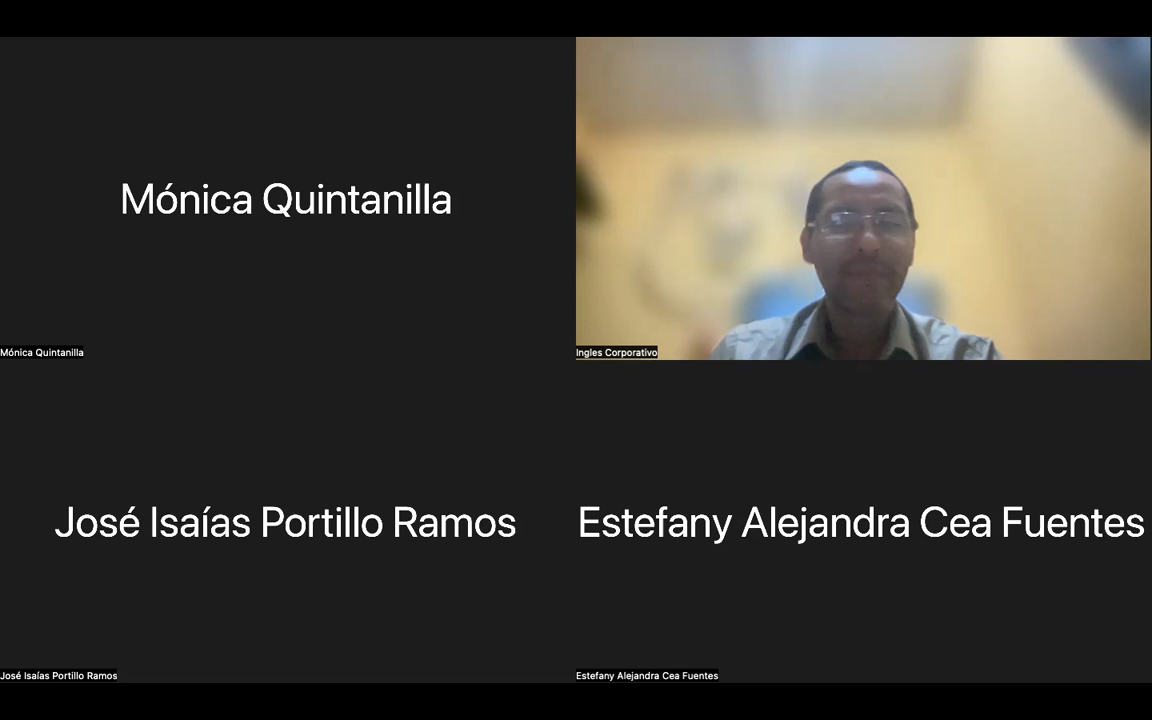 Mónica Quintanilla
Mónica Quintanilla
Ingles Corporativo
José Isaías Portillo Ramos
Estefany Alejandra Cea Fuentes
José Isaías Portillo Ramos
Estefany Alejandra Cea Fuentes